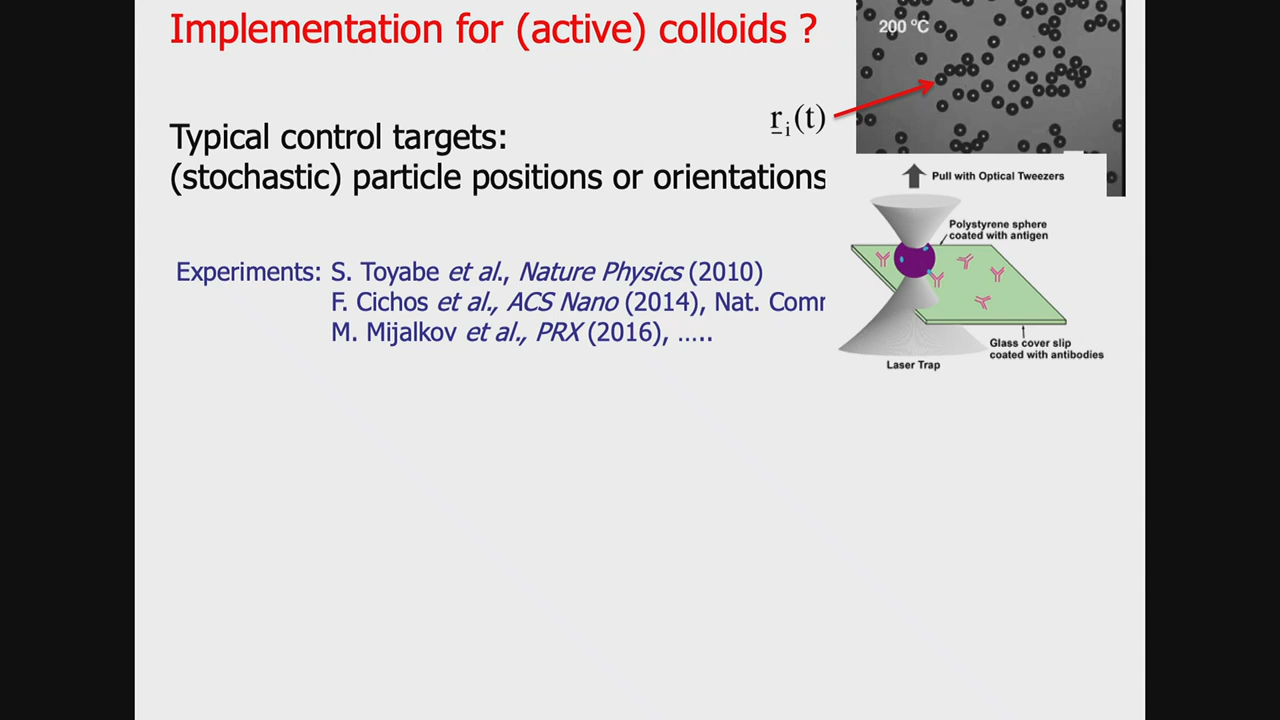 Implementation for (active) colloids ?
200 ºC
r i(t)
Typical control targets:
(stochastic) particle positions or orientations
Pull with Optical Tweezers
Polystyrene sphere
coated with antigen
Experiments: S. Toyabe et al., Nature Physics (2010)
F. Cichos et al., ACS Nano (2014), Nat.
M. Mijalkov et al., PRX (2016), …..
Glass cover slip
coated with antibodies
Laser Trap